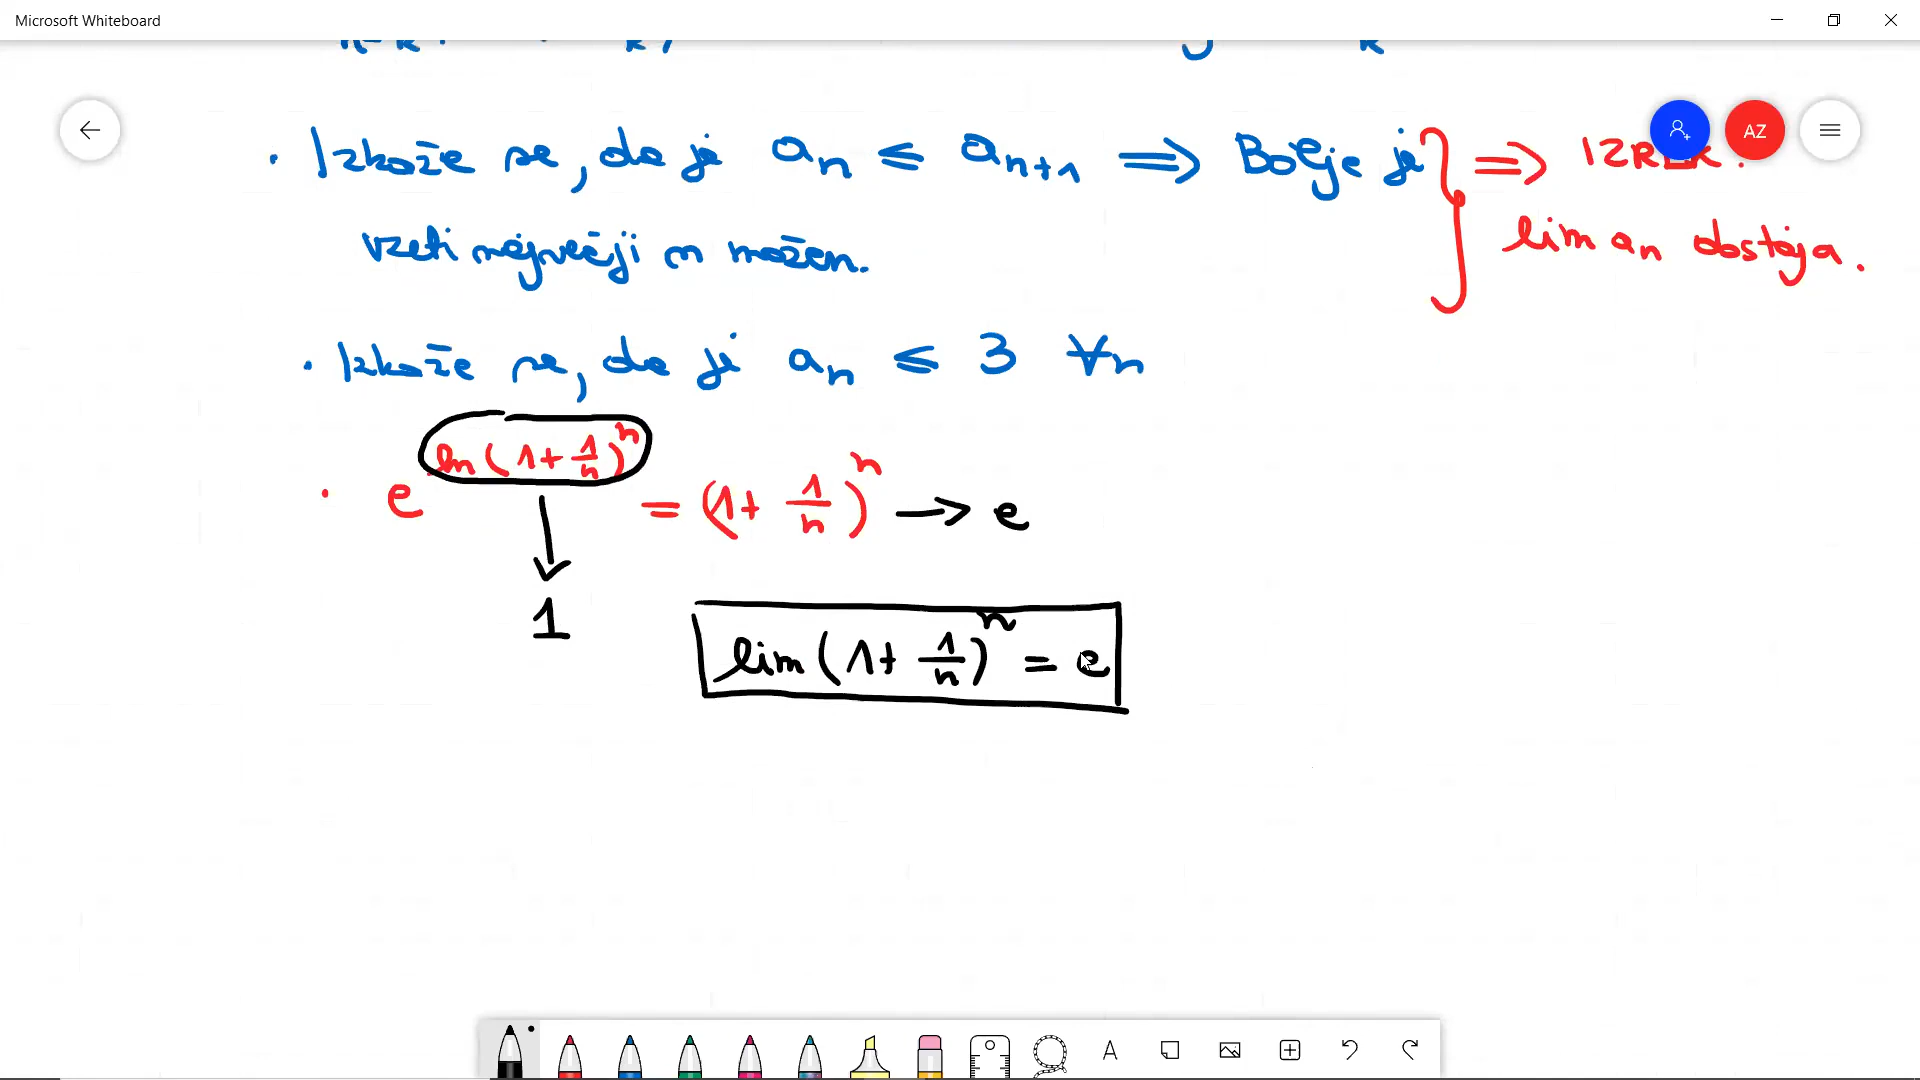 Microsoft Whiteboard
AZ
· Izkaže se, da je aₙ ≤ aₙ₊₁ ⟹ Bolje je } ⟹ IZREK:
vzeti največji n možen.
lim aₙ obstaja.
· Izkaže se, da je aₙ ≤ 3 ∀n
· e^(ln(1+1/n)^n) = (1+1/n)^n → e
1
lim (1+1/n)^n = e
A